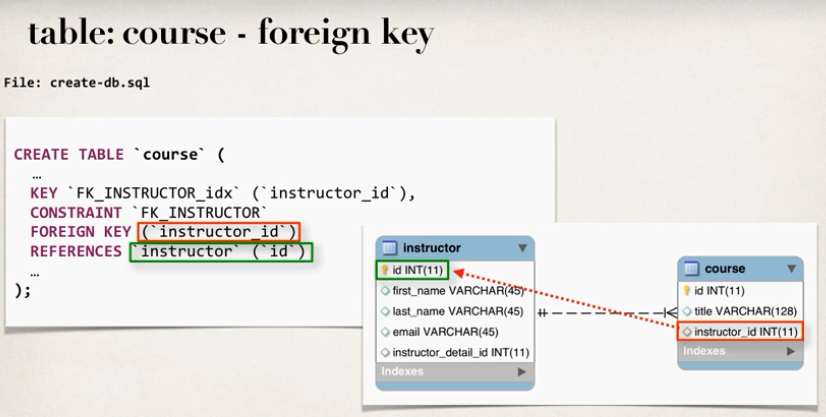 table: course - foreign key
File: create-db.sql
CREATE TABLE `course` (
…
KEY `FK_INSTRUCTOR_idx` (`instructor_id`),
CONSTRAINT `FK_INSTRUCTOR`
FOREIGN KEY (`instructor_id`)
REFERENCES `instructor` (`id`)
…
);
instructor
id INT(11)
first_name VARCHAR(45)
last_name VARCHAR(45)
email VARCHAR(45)
instructor_detail_id INT(11)
Indexes
course
id INT(11)
title VARCHAR(128)
instructor_id INT(11)
Indexes